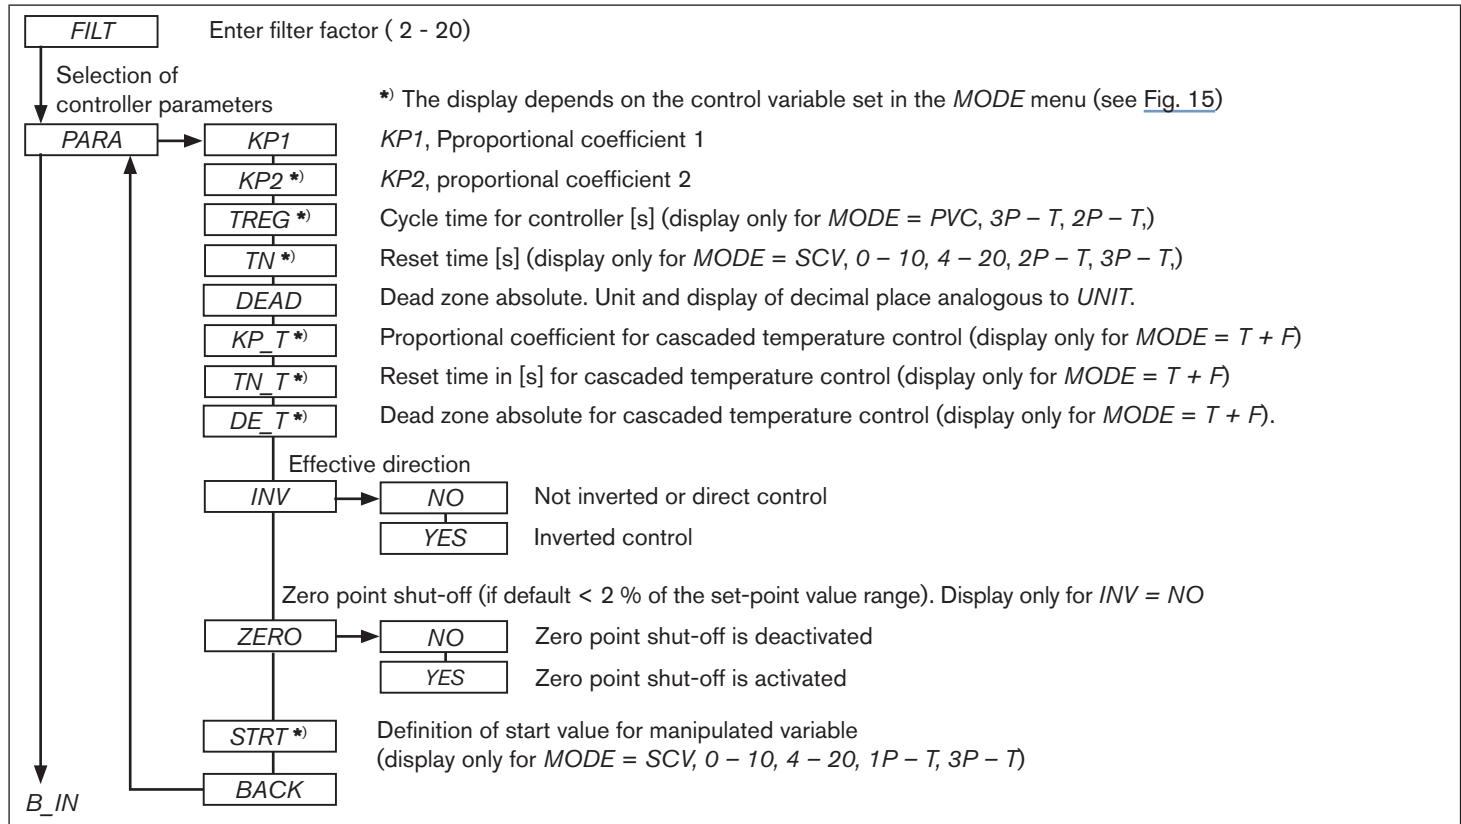 FILT Enter filter factor ( 2 - 20)
Selection of
controller parameters
*) The display depends on the control variable set in the MODE menu (see Fig. 15)
PARA KP1 KP1, Pproportional coefficient 1
KP2 *) KP2, proportional coefficient 2
TREG *) Cycle time for controller [s] (display only for MODE = PVC, 3P – T, 2P – T,)
TN *) Reset time [s] (display only for MODE = SCV, 0 – 10, 4 – 20, 2P – T, 3P – T,)
DEAD Dead zone absolute. Unit and display of decimal place analogous to UNIT.
KP_T *) Proportional coefficient for cascaded temperature control (display only for MODE = T + F)
TN_T *) Reset time in [s] for cascaded temperature control (display only for MODE = T + F)
DE_T *) Dead zone absolute for cascaded temperature control (display only for MODE = T + F).
Effective direction
INV NO Not inverted or direct control
YES Inverted control
Zero point shut-off (if default < 2 % of the set-point value range). Display only for INV = NO
ZERO NO Zero point shut-off is deactivated
YES Zero point shut-off is activated
STRT *) Definition of start value for manipulated variable
(display only for MODE = SCV, 0 – 10, 4 – 20, 1P – T, 3P – T)
BACK
B_IN